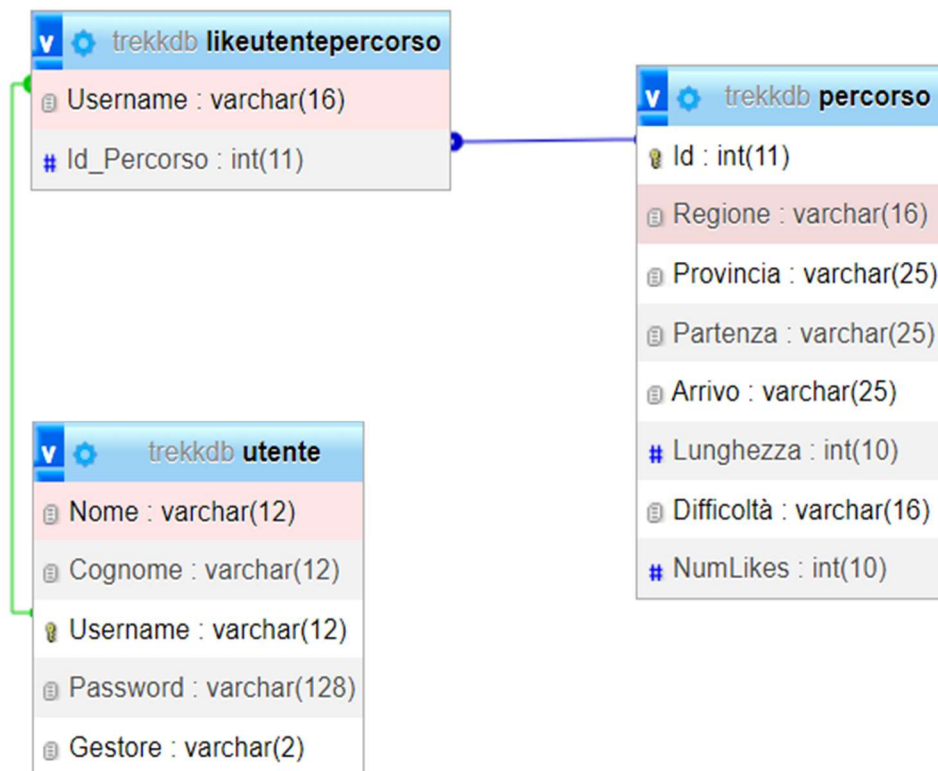 trekkdb likeutentepercorso
Username : varchar(16)
# Id_Percorso : int(11)
trekkdb percorso
Id : int(11)
Regione : varchar(16)
Provincia : varchar(25)
Partenza : varchar(25)
Arrivo : varchar(25)
# Lunghezza : int(10)
Difficoltà : varchar(16)
# NumLikes : int(10)
trekkdb utente
Nome : varchar(12)
Cognome : varchar(12)
Username : varchar(12)
Password : varchar(128)
Gestore : varchar(2)